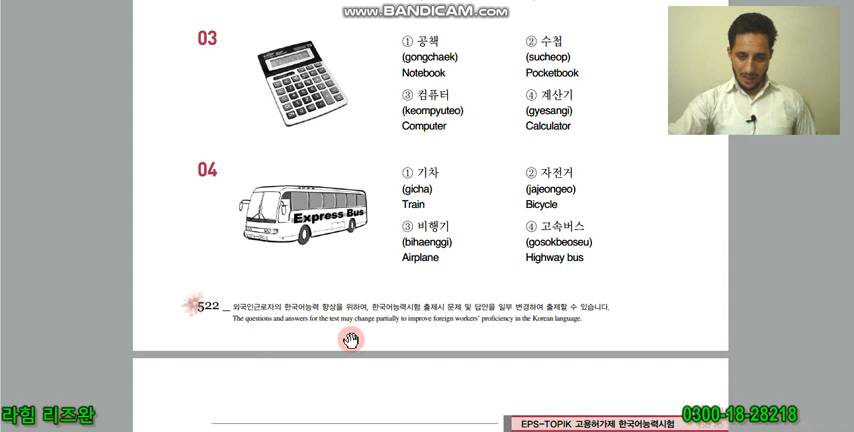 WWW.BANDICAM.COM
03
① 공책
(gongchaek)
Notebook
② 수첩
(sucheop)
Pocketbook
③ 컴퓨터
(keompyuteo)
Computer
④ 계산기
(gyesangi)
Calculator
04
Express Bus
① 기차
(gicha)
Train
② 자전거
(jajeongeo)
Bicycle
③ 비행기
(bihaenggi)
Airplane
④ 고속버스
(gosokbeoseu)
Highway bus
522 _ 외국인근로자의 한국어능력 향상을 위하여, 한국어능력시험 출제시 문제 및 답안을 일부 변경하여 출제할 수 있습니다.
The questions and answers for the test may change partially to improve foreign workers' proficiency in the Korean language.
EPS-TOPIK 고용허가제 한국어능력시험
라힘 리즈완
0300-18-28218